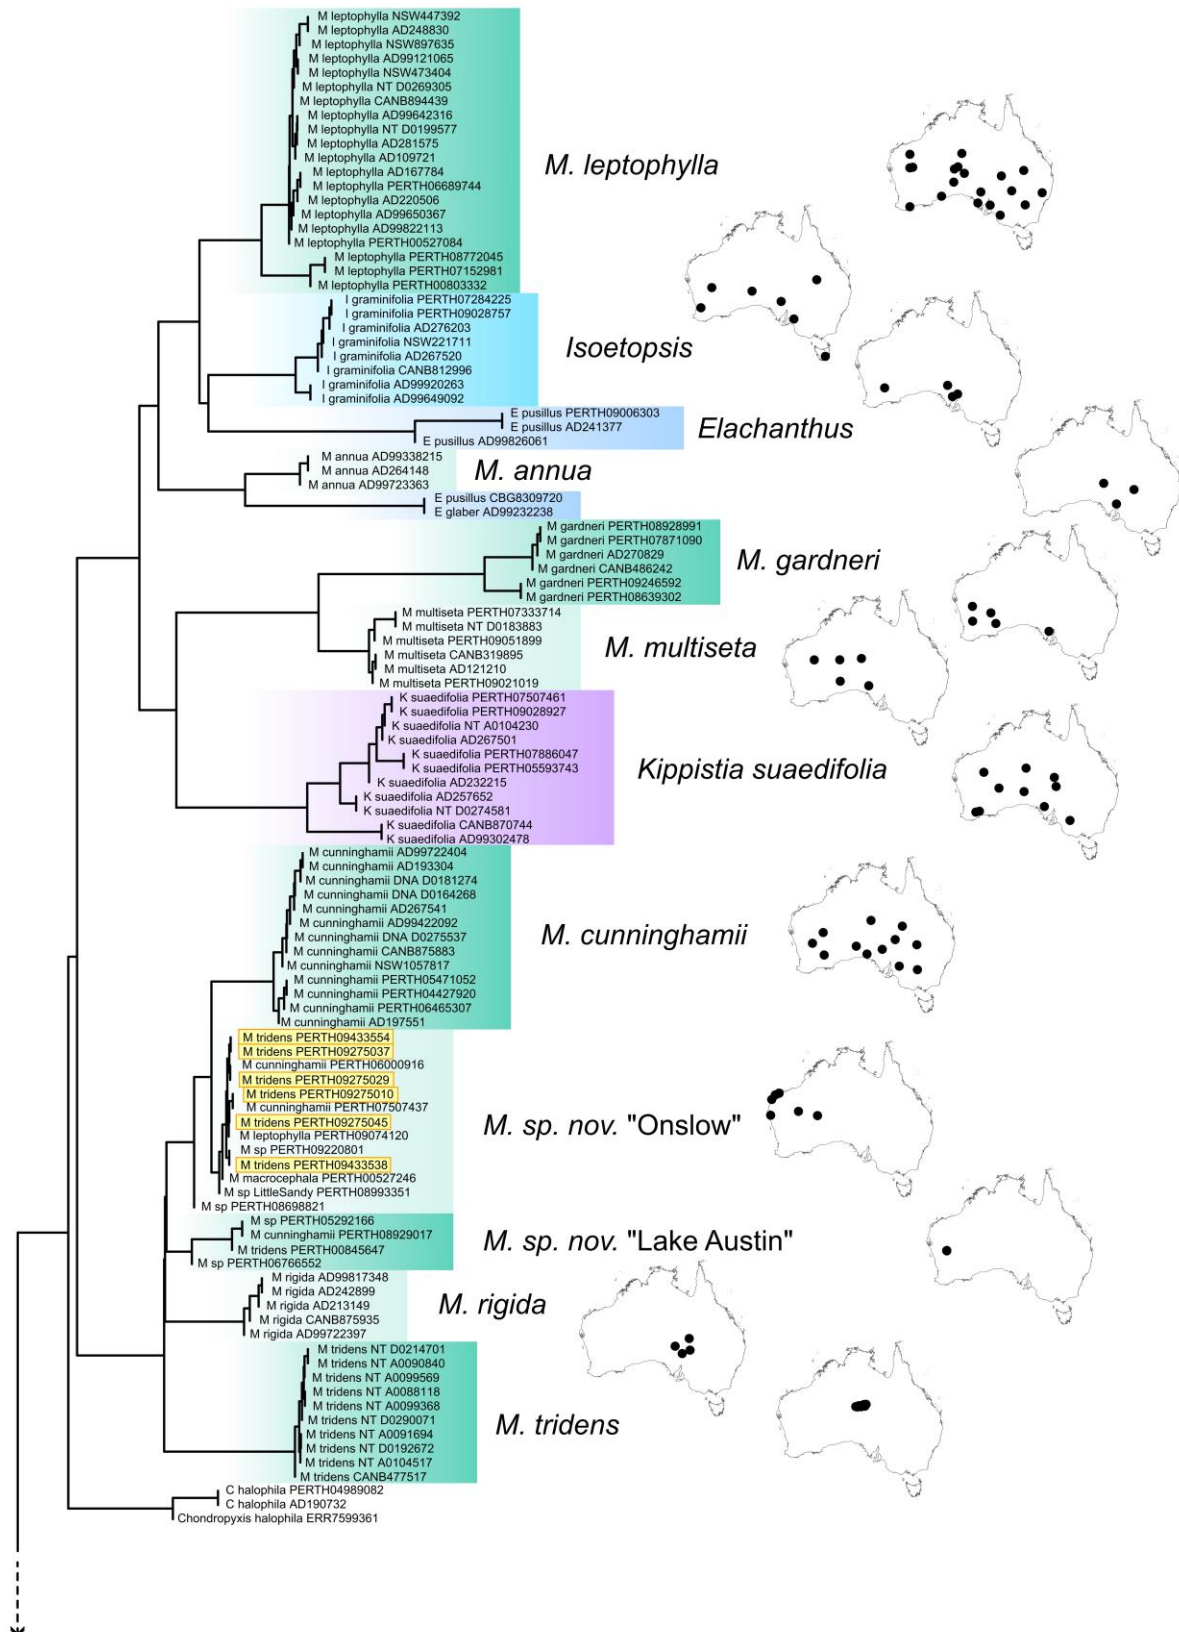 M leptophylla NSW447392
M leptophylla AD248830
M leptophylla NSW897635
M leptophylla AD99121065
M leptophylla NSW473404
M leptophylla NT D0269305
M leptophylla CANB894439
M leptophylla AD99642316
M leptophylla NT D0199577
M leptophylla AD281575
M leptophylla AD109721
M leptophylla AD167784
M leptophylla PERTH06689744
M leptophylla AD220506
M leptophylla AD99650367
M leptophylla AD99822113
M leptophylla PERTH00527084
M leptophylla PERTH08772045
M leptophylla PERTH07152981
M leptophylla PERTH00803332
M. leptophylla
I graminifolia PERTH07284225
I graminifolia PERTH09028757
I graminifolia AD276203
I graminifolia NSW221711
I graminifolia AD267520
I graminifolia CANB812996
I graminifolia AD99920263
I graminifolia AD99649092
Isoetopsis
E pusillus PERTH09006303
E pusillus AD241377
E pusillus AD99826061
Elachanthus
M annua AD99338215
M annua AD264148
M annua AD99723363
M. annua
E pusillus CBG8309720
E glaber AD99232238
M gardneri PERTH08928991
M gardneri PERTH07871090
M gardneri AD270829
M gardneri CANB486242
M gardneri PERTH09246592
M gardneri PERTH08639302
M. gardneri
M multiseta PERTH07333714
M multiseta NT D0183883
M multiseta PERTH09051899
M multiseta CANB319895
M multiseta AD121210
M multiseta PERTH09021019
M. multiseta
K suaedifolia PERTH07507461
K suaedifolia PERTH09028927
K suaedifolia NT A0104230
K suaedifolia AD267501
K suaedifolia PERTH07886047
K suaedifolia PERTH05593743
K suaedifolia AD232215
K suaedifolia AD257652
K suaedifolia NT D0274581
K suaedifolia CANB870744
K suaedifolia AD99302478
Kippistia suaedifolia
M cunninghamii AD99722404
M cunninghamii AD193304
M cunninghamii DNA D0181274
M cunninghamii DNA D0164268
M cunninghamii AD267541
M cunninghamii AD99422092
M cunninghamii DNA D0275537
M cunninghamii CANB875883
M cunninghamii NSW1057817
M cunninghamii PERTH05471052
M cunninghamii PERTH04427920
M cunninghamii PERTH06465307
M cunninghamii AD197551
M. cunninghamii
M tridens PERTH09433554
M tridens PERTH09275037
M cunninghamii PERTH06000916
M tridens PERTH09275029
M tridens PERTH09275010
M cunninghamii PERTH07507437
M tridens PERTH09275045
M leptophylla PERTH09074120
M sp PERTH09220801
M tridens PERTH09433538
M macrocephala PERTH00527246
M sp LittleSandy PERTH08993351
M sp PERTH08698821
M. sp. nov. "Onslow"
M sp PERTH05292166
M cunninghamii PERTH08929017
M tridens PERTH00845647
M sp PERTH06766552
M. sp. nov. "Lake Austin"
M rigida AD99817348
M rigida AD242899
M rigida AD213149
M rigida CANB875935
M rigida AD99722397
M. rigida
M tridens NT D0214701
M tridens NT A0090840
M tridens NT A0099569
M tridens NT A0088118
M tridens NT A0099368
M tridens NT D0290071
M tridens NT A0091694
M tridens NT D0192672
M tridens NT A0104517
M tridens CANB477517
M. tridens
C halophila PERTH04989082
C halophila AD190732
Chondropyxis halophila ERR7599361